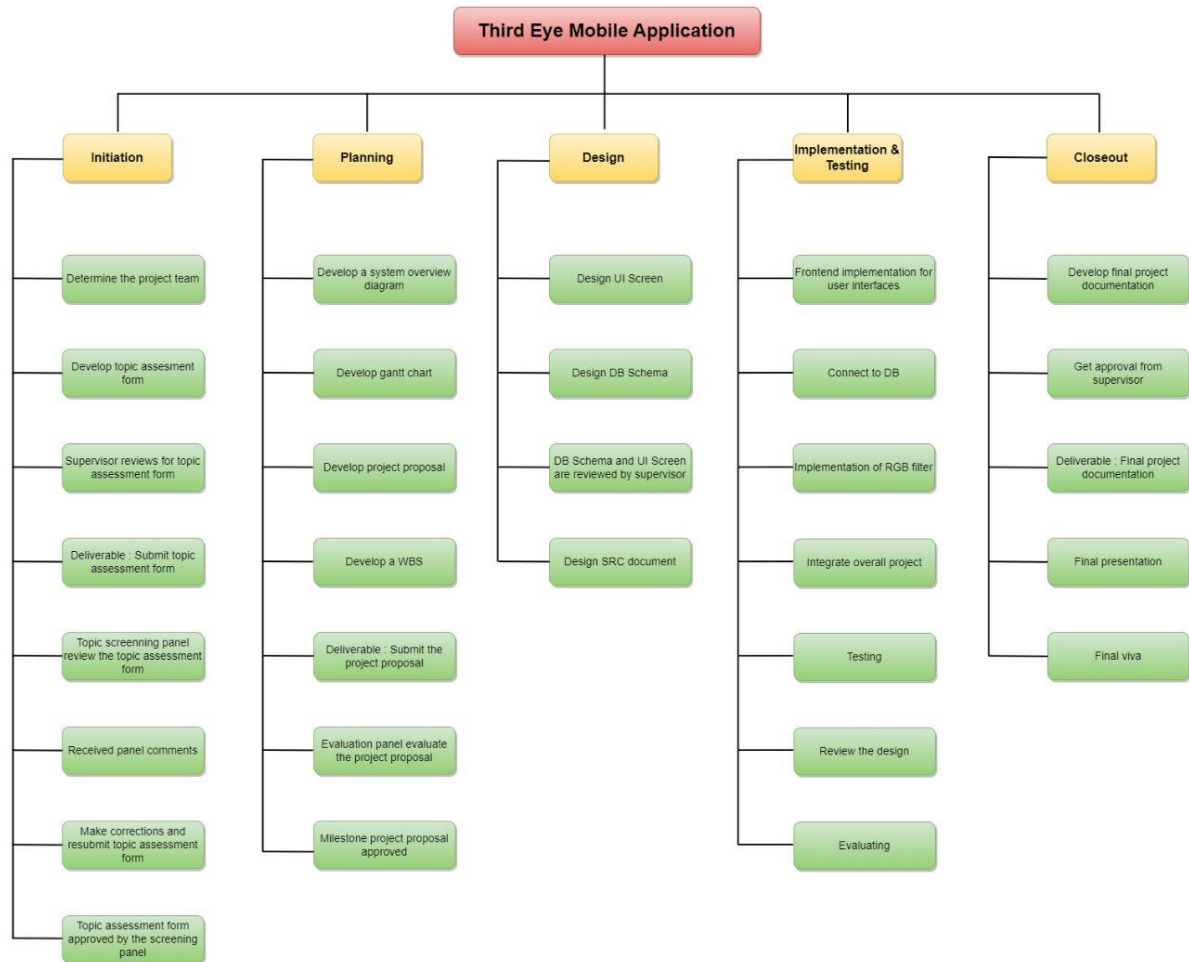 Third Eye Mobile Application
Initiation
Determine the project team
Develop topic assesment
form
Supervisor reviews for topic
assessment form
Deliverable : Submit topic
assessment form
Topic screenning panel
review the topic assessment
form
Received panel comments
Make corrections and
resubmit topic assessment
form
Topic assessment form
approved by the screening
panel
Planning
Develop a system overview
diagram
Develop gantt chart
Develop project proposal
Develop a WBS
Deliverable : Submit the
project proposal
Evaluation panel evaluate
the project proposal
Milestone project proposal
approved
Design
Design UI Screen
Design DB Schema
DB Schema and UI Screen
are reviewed by supervisor
Design SRC document
Implementation &
Testing
Frontend implementation for
user interfaces
Connect to DB
Implementation of RGB filter
Integrate overall project
Testing
Review the design
Evaluating
Closeout
Develop final project
documentation
Get approval from
supervisor
Deliverable : Final project
documentation
Final presentation
Final viva